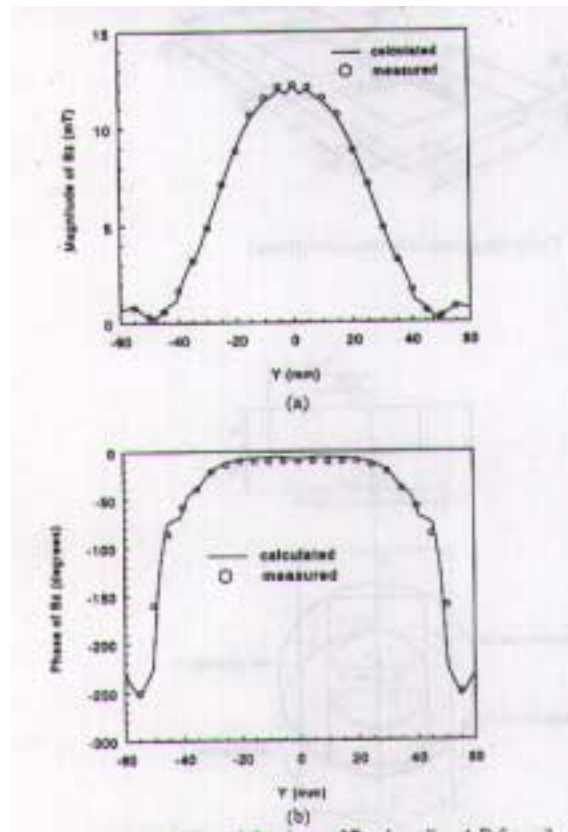 15
calculated
measured
10
Magnitude of Bz (mT)
5
0
-60 -40 -20 0 20 40 60
Y (mm)
(a)
0
-50
calculated
-100
measured
Phase of Bz (degrees)
-150
-200
-250
-300
-60 -40 -20 0 20 40 60
Y (mm)
(b)